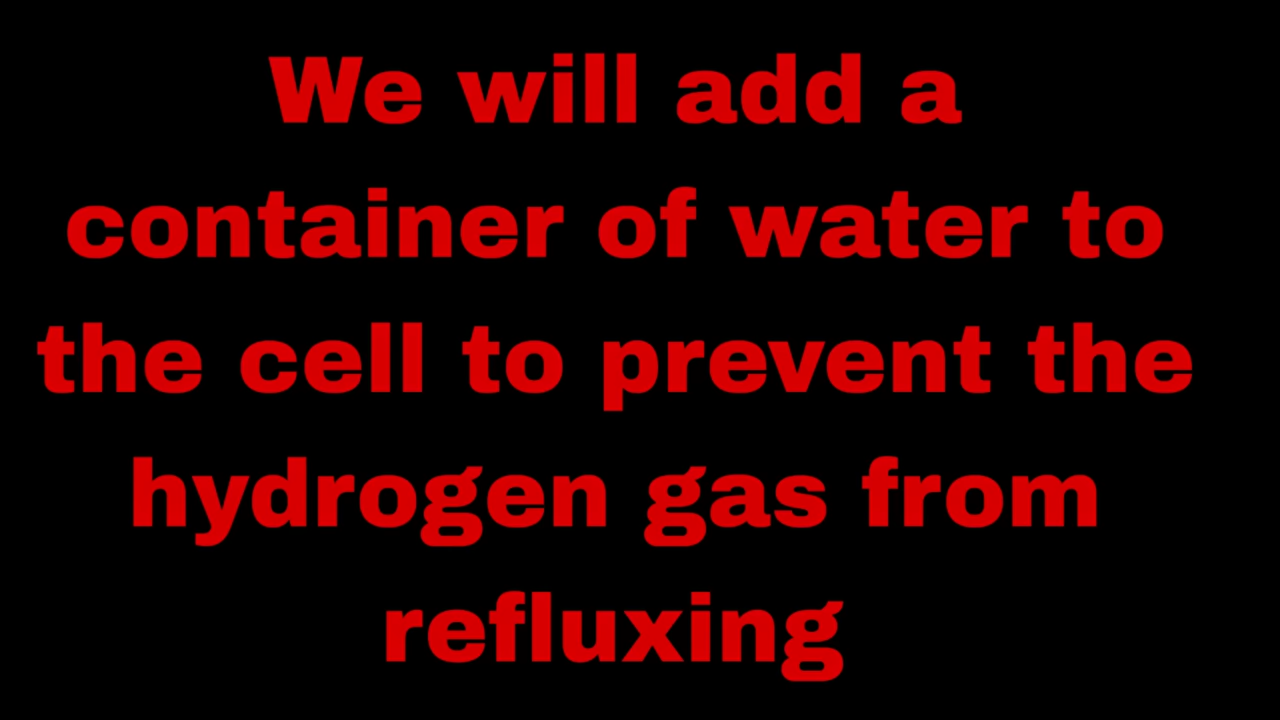 We will add a
container of water to
the cell to prevent the
hydrogen gas from
refluxing